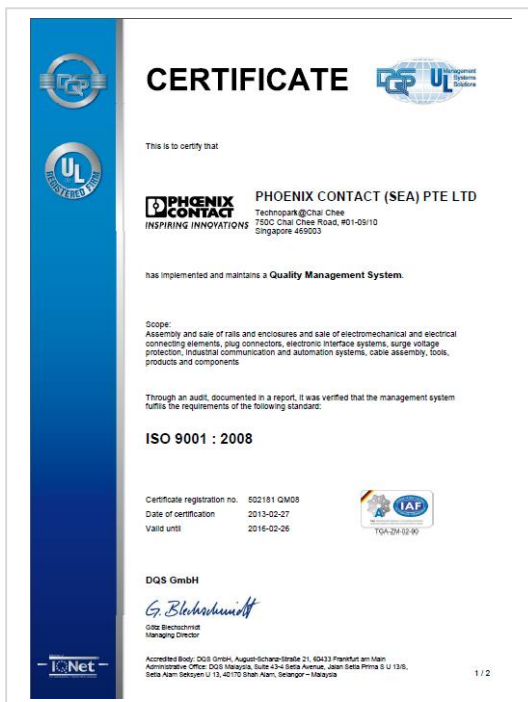 DQS
CERTIFICATE
DQS UL Management Systems Solutions
UL
REGISTERED FIRM
This is to certify that
PHŒNIX CONTACT
INSPIRING INNOVATIONS
PHOENIX CONTACT (SEA) PTE LTD
Technopark@Chai Chee
750C Chai Chee Road, #01-09/10
Singapore 469003
has implemented and maintains a Quality Management System.
Scope:
Assembly and sale of rails and enclosures and sale of electromechanical and electrical
connecting elements, plug connectors, electronic interface systems, surge voltage
protection, industrial communication and automation systems, cable assembly, tools,
products and components
Through an audit, documented in a report, it was verified that the management system
fulfills the requirements of the following standard:
ISO 9001 : 2008
Certificate registration no. 502181 QM08
Date of certification 2013-02-27
Valid until 2016-02-26
IAF
TGA-ZM-02-90
DQS GmbH
G. Blechschmidt
Götz Blechschmidt
Managing Director
Accredited Body: DQS GmbH, August-Schanz-Straße 21, 60433 Frankfurt am Main
Administrative Office: DQS Malaysia, Suite 43-4 Setia Avenue, Jalan Setia Prima S U 13/S,
Setia Alam Seksyen U 13, 40170 Shah Alam, Selangor – Malaysia
1 / 2
IQNet